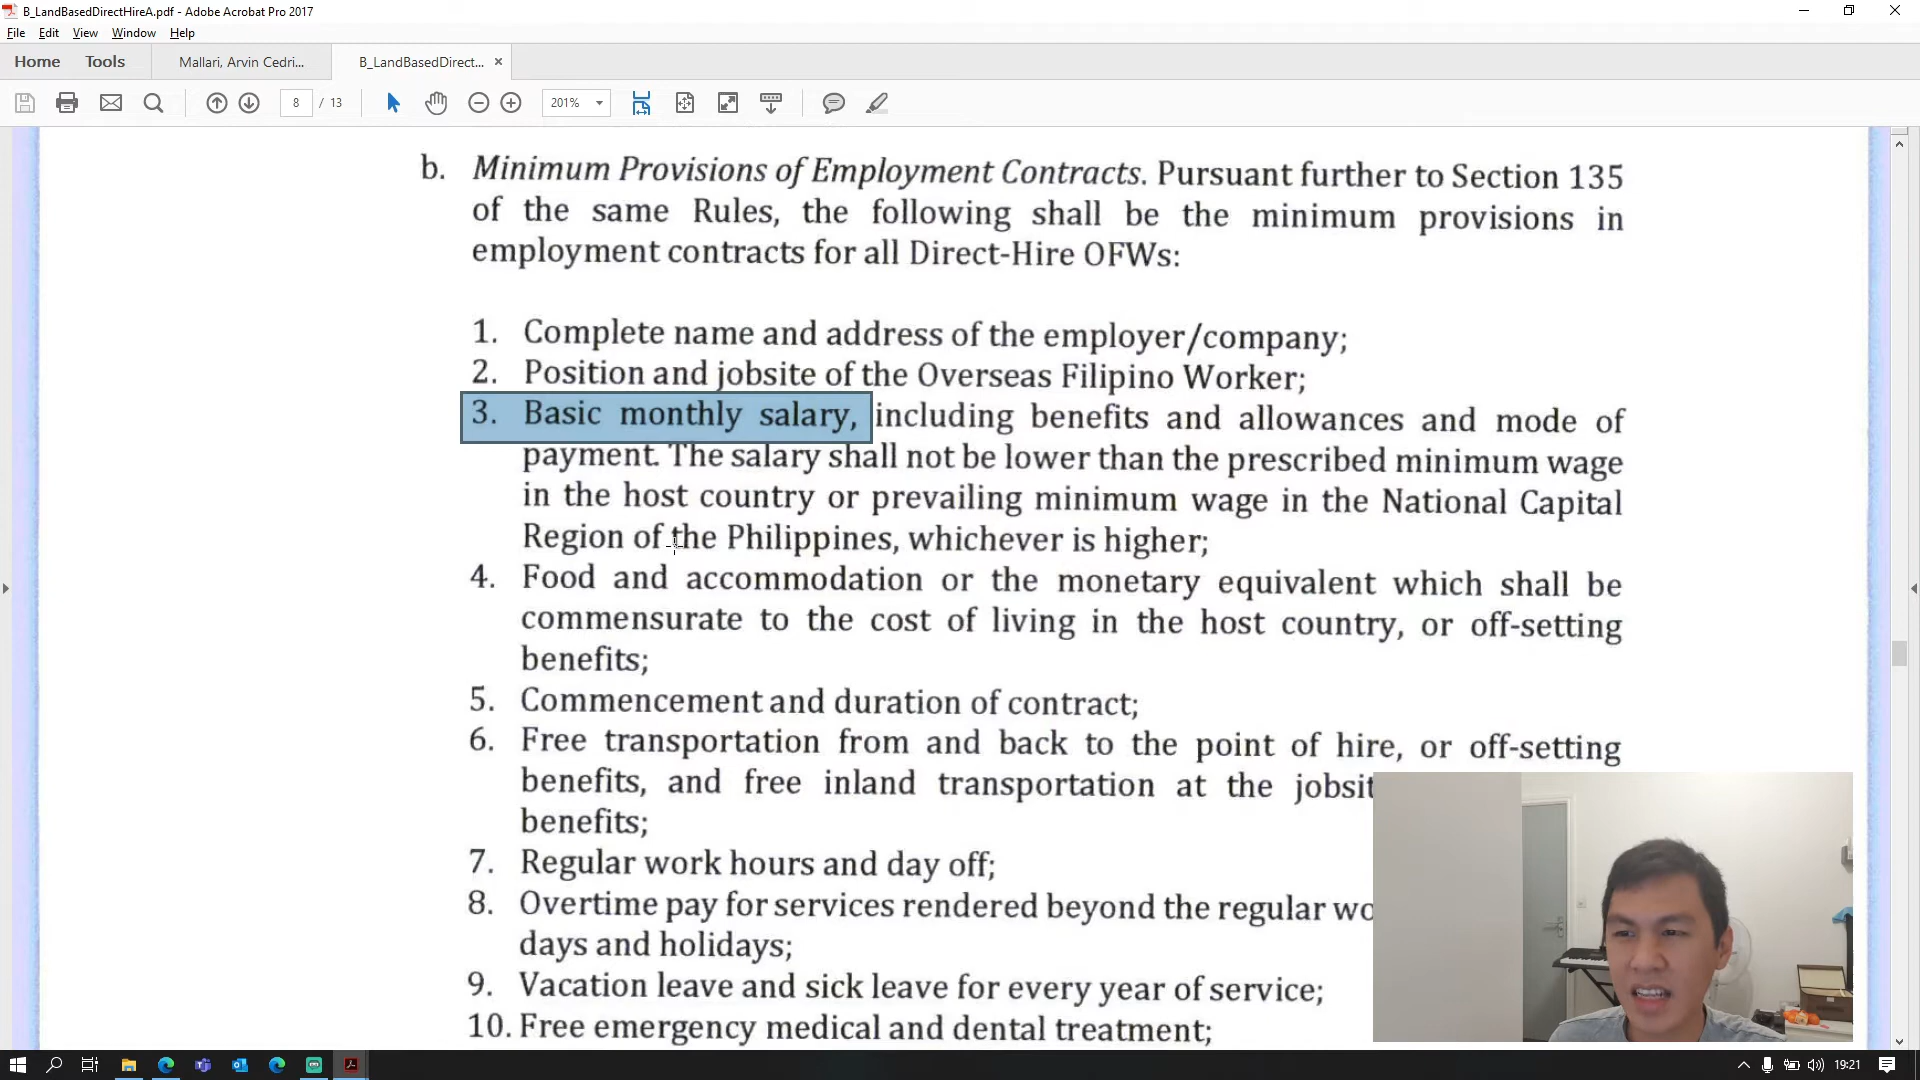 B_LandBasedDirectHireA.pdf - Adobe Acrobat Pro 2017
File Edit View Window Help
Home Tools Mallari, Arvin Cedri... B_LandBasedDirect...
8 / 13 201%
b. Minimum Provisions of Employment Contracts. Pursuant further to Section 135
of the same Rules, the following shall be the minimum provisions in
employment contracts for all Direct-Hire OFWs:
1. Complete name and address of the employer/company;
2. Position and jobsite of the Overseas Filipino Worker;
3. Basic monthly salary, including benefits and allowances and mode of
payment. The salary shall not be lower than the prescribed minimum wage
in the host country or prevailing minimum wage in the National Capital
Region of the Philippines, whichever is higher;
4. Food and accommodation or the monetary equivalent which shall be
commensurate to the cost of living in the host country, or off-setting
benefits;
5. Commencement and duration of contract;
6. Free transportation from and back to the point of hire, or off-setting
benefits, and free inland transportation at the jobsit
benefits;
7. Regular work hours and day off;
8. Overtime pay for services rendered beyond the regular wo
days and holidays;
9. Vacation leave and sick leave for every year of service;
10. Free emergency medical and dental treatment;
19:21